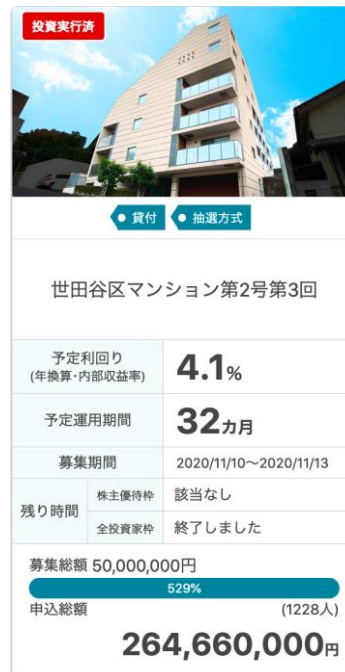 投資実行済
貸付
抽選方式
世田谷区マンション第2号第3回
予定利回り
(年換算・内部収益率)
4.1%
予定運用期間
32カ月
募集期間
2020/11/10～2020/11/13
残り時間
株主優待枠
該当なし
全投資家枠
終了しました
募集総額 50,000,000円
529%
申込総額
(1228人)
264,660,000円